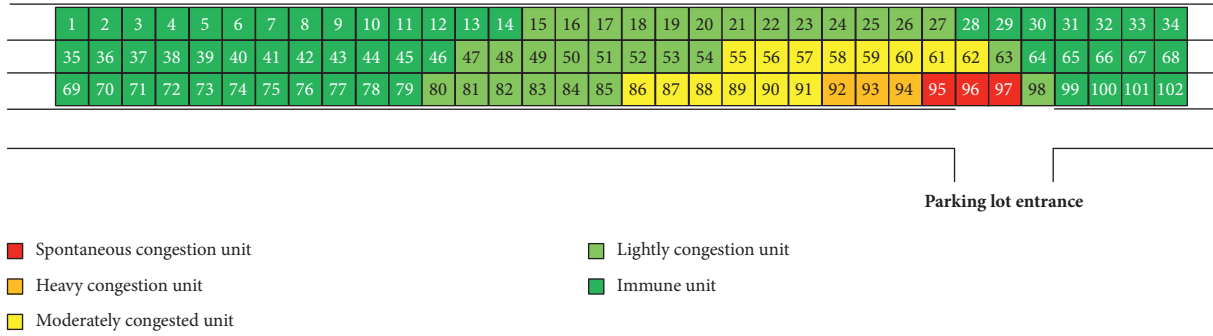 1 2 3 4 5 6 7 8 9 10 11 12 13 14 15 16 17 18 19 20 21 22 23 24 25 26 27 28 29 30 31 32 33 34
35 36 37 38 39 40 41 42 43 44 45 46 47 48 49 50 51 52 53 54 55 56 57 58 59 60 61 62 63 64 65 66 67 68
69 70 71 72 73 74 75 76 77 78 79 80 81 82 83 84 85 86 87 88 89 90 91 92 93 94 95 96 97 98 99 100 101 102
Parking lot entrance
Spontaneous congestion unit
Heavy congestion unit
Moderately congested unit
Lightly congestion unit
Immune unit